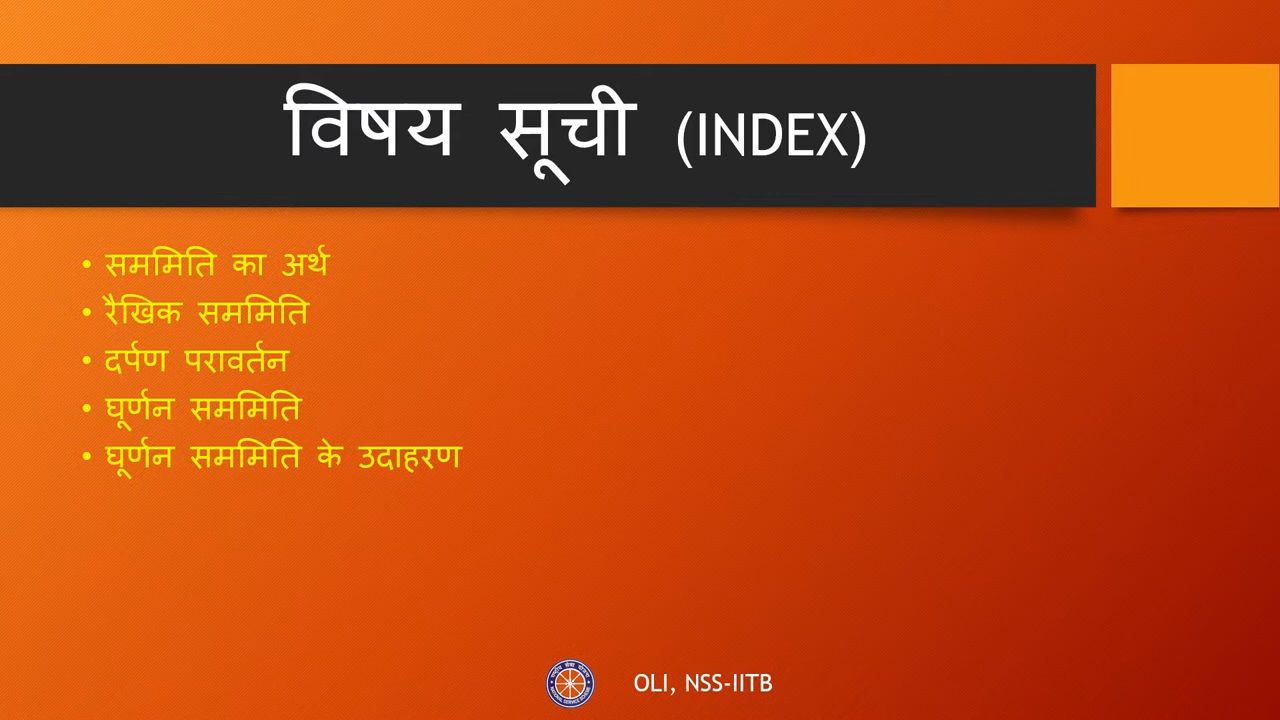 विषय सूची (INDEX)
• सममिति का अर्थ
• रैखिक सममिति
• दर्पण परावर्तन
• घूर्णन सममिति
• घूर्णन सममिति के उदाहरण
OLI, NSS-IITB